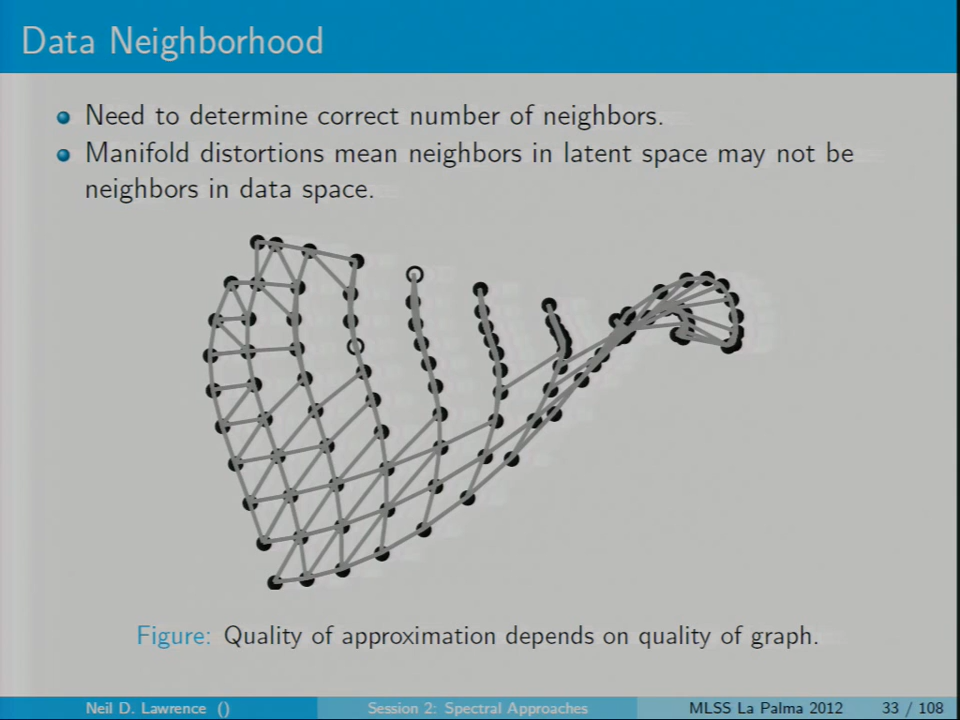 Data Neighborhood
Need to determine correct number of neighbors.
Manifold distortions mean neighbors in latent space may not be
neighbors in data space.
Figure: Quality of approximation depends on quality of graph.
Neil D. Lawrence ()
Session 2: Spectral Approaches
MLSS La Palma 2012
33 / 108